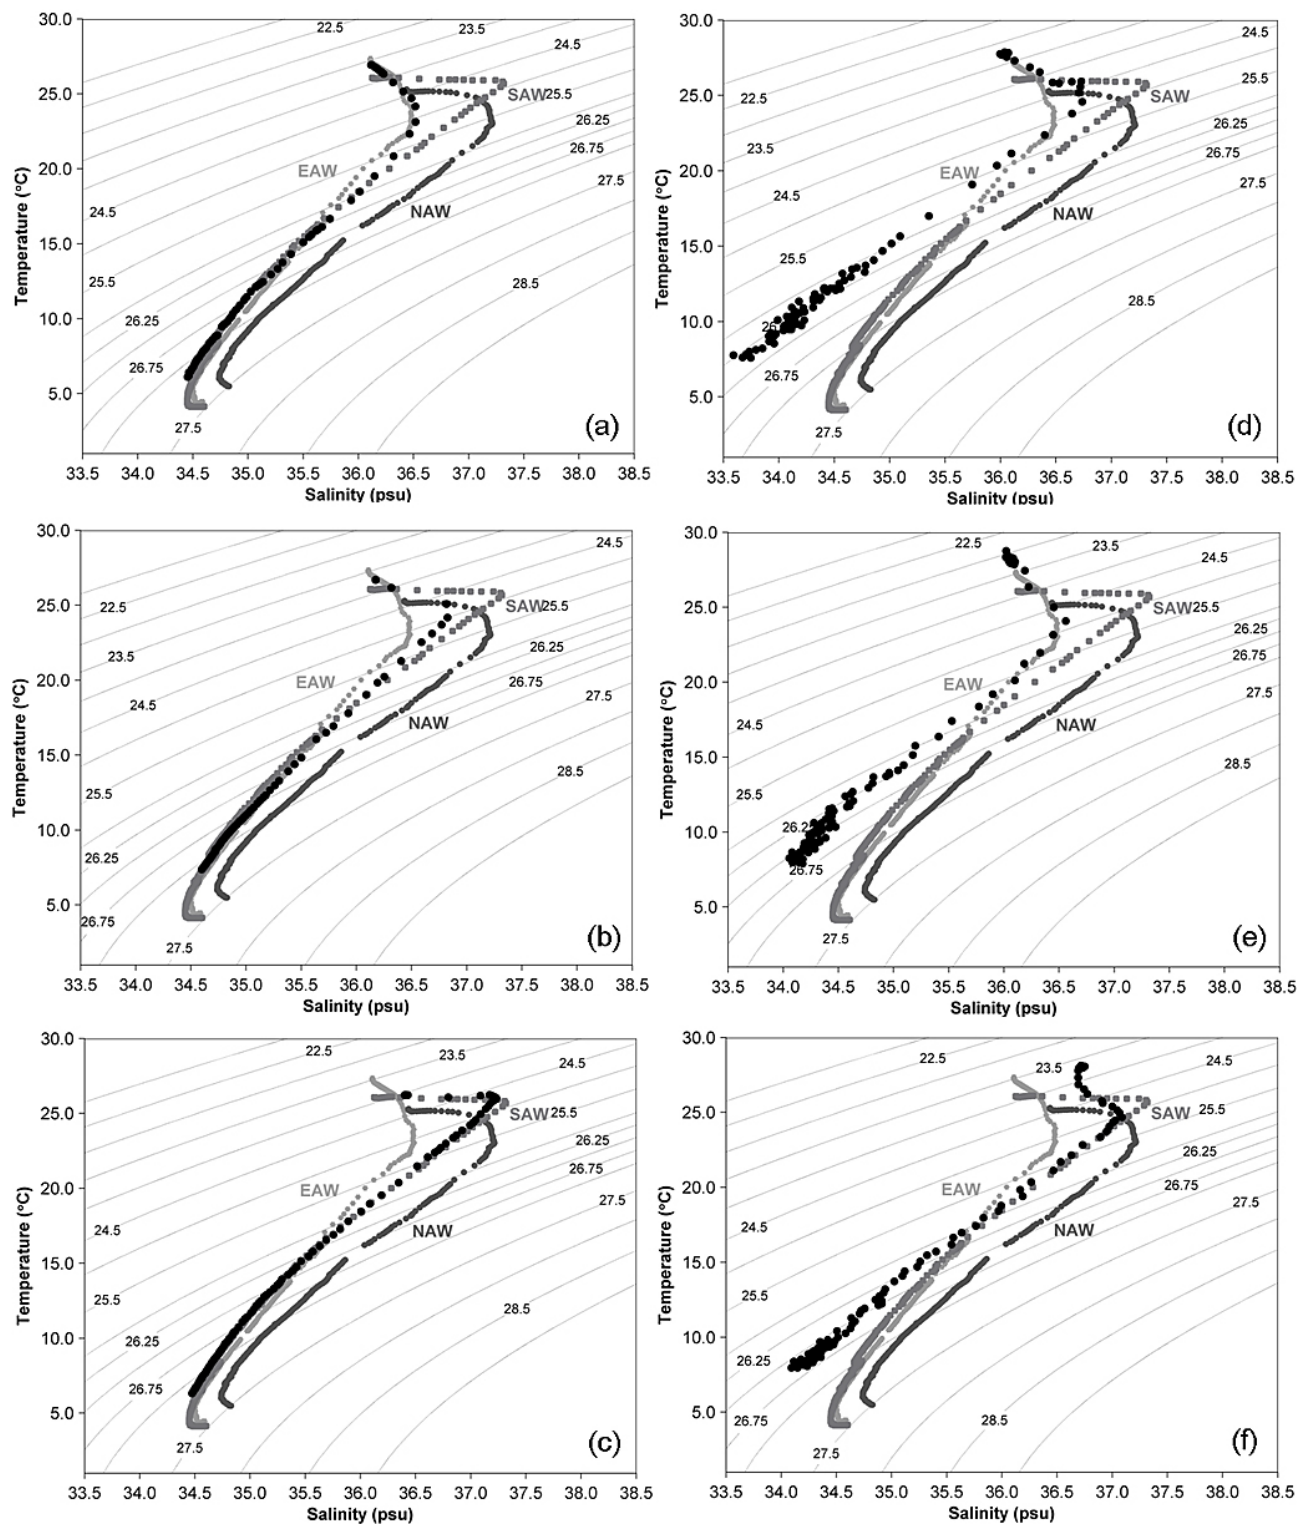 30.0 22.5 23.5
24.5
25.0 SAW 25.5
26.25
26.75
20.0 EAW
27.5
24.5 NAW
Temperature (°C)
15.0
25.5 28.5
26.25
10.0
26.75
5.0
27.5 (a)
33.5 34.0 34.5 35.0 35.5 36.0 36.5 37.0 37.5 38.0 38.5
Salinity (psu)
30.0 24.5
25.5
25.0 22.5 SAW
26.25
23.5 26.75
20.0 EAW
27.5
24.5 NAW
Temperature (°C)
15.0
25.5
28.5
10.0 26.
26.75
5.0
27.5 (d)
33.5 34.0 34.5 35.0 35.5 36.0 36.5 37.0 37.5 38.0 38.5
Salinity (psu)
30.0 24.5
25.0 22.5 SAW 25.5
26.25
23.5
20.0 EAW 26.75
27.5
24.5 NAW
Temperature (°C)
15.0
28.5
25.5
10.0
26.25
5.0
26.75
27.5 (b)
33.5 34.0 34.5 35.0 35.5 36.0 36.5 37.0 37.5 38.0 38.5
Salinity (psu)
30.0 22.5 23.5
24.5
25.0 SAW 25.5
26.25
26.75
20.0 EAW
27.5
24.5 NAW
Temperature (°C)
15.0
28.5
25.5
10.0 26.25
26.75
5.0
27.5 (e)
33.5 34.0 34.5 35.0 35.5 36.0 36.5 37.0 37.5 38.0 38.5
Salinity (psu)
30.0 22.5 23.5
24.5
25.0 SAW 25.5
26.25
26.75
20.0 EAW
27.5
24.5 NAW
Temperature (°C)
15.0
25.5 28.5
10.0 26.25
26.75
5.0
27.5 (c)
33.5 34.0 34.5 35.0 35.5 36.0 36.5 37.0 37.5 38.0 38.5
Salinity (psu)
30.0 22.5 23.5 24.5
25.0 SAW 25.5
26.25
20.0 EAW 26.75
27.5
24.5 NAW
Temperature (°C)
15.0
25.5
10.0
26.25
5.0
26.75 28.5
27.5 (f)
33.5 34.0 34.5 35.0 35.5 36.0 36.5 37.0 37.5 38.0 38.5
Salinity (psu)